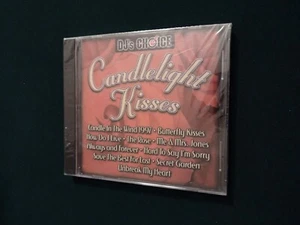 DJ's CHOICE
Candlelight
Kisses
Candle In The Wind 1997 • Butterfly Kisses
How Do I Live • The Rose • Me & Mrs. Jones
Always and Forever • Hard To Say I'm Sorry
Save The Best For Last • Secret Garden
Unbreak My Heart